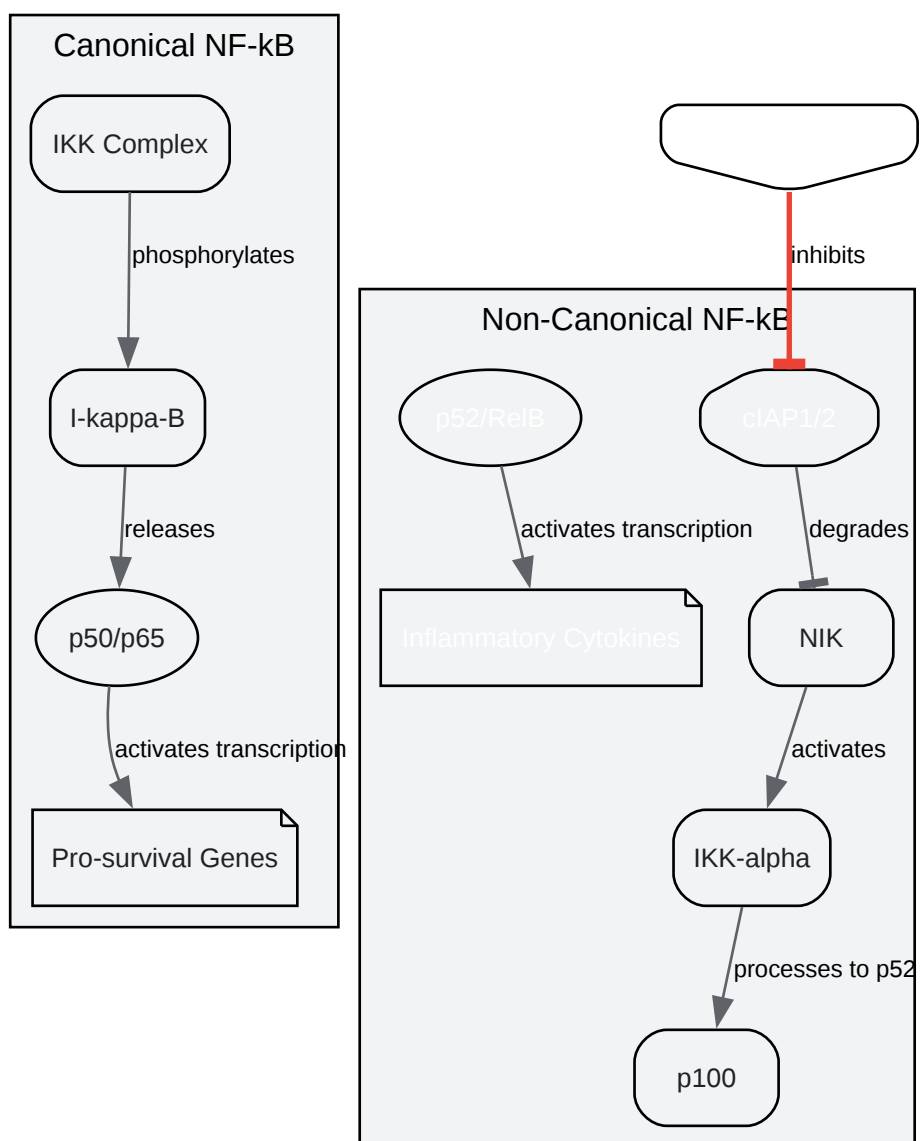 Canonical NF-kB
IKK Complex
phosphorylates
I-kappa-B
releases
p50/p65
activates transcription
Pro-survival Genes
inhibits
Non-Canonical NF-kB
p52/RelB
cIAP1/2
activates transcription
degrades
Inflammatory Cytokines
NIK
activates
IKK-alpha
processes to p52
p100